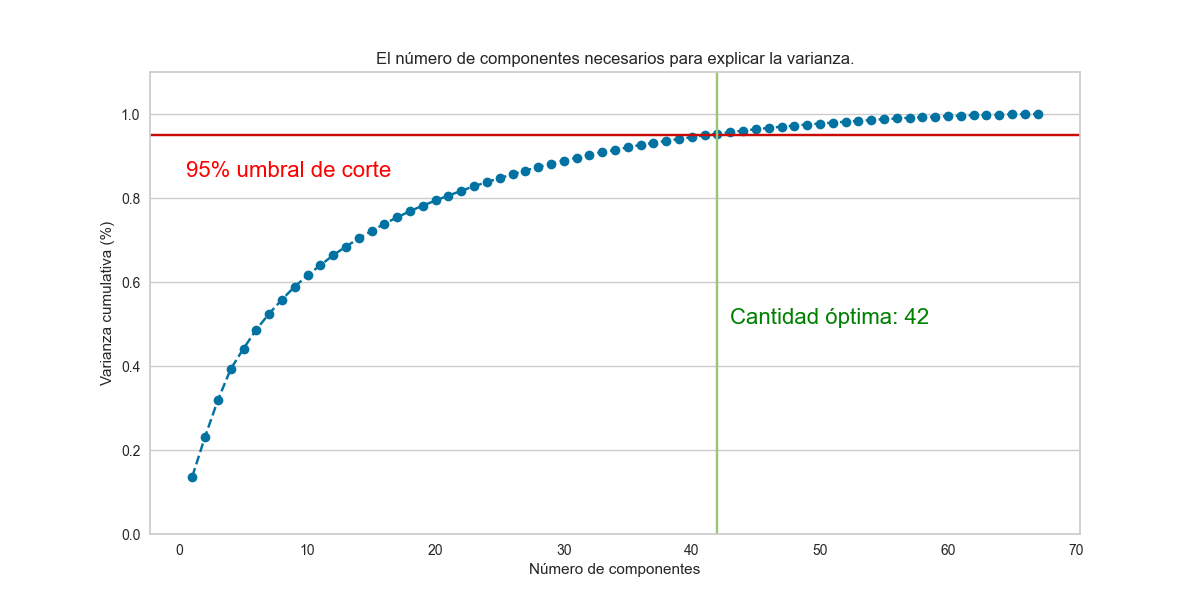 El número de componentes necesarios para explicar la varianza.
1.0
95% umbral de corte
0.8
0.6
Cantidad óptima: 42
0.4
0.2
0.0
Varianza cumulativa (%)
0 10 20 30 40 50 60 70
Número de componentes